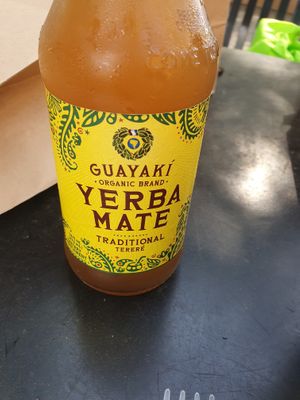 GUAYAKÍ
• ORGANIC BRAND •
YERBA
MATE
TRADITIONAL
TERERÉ